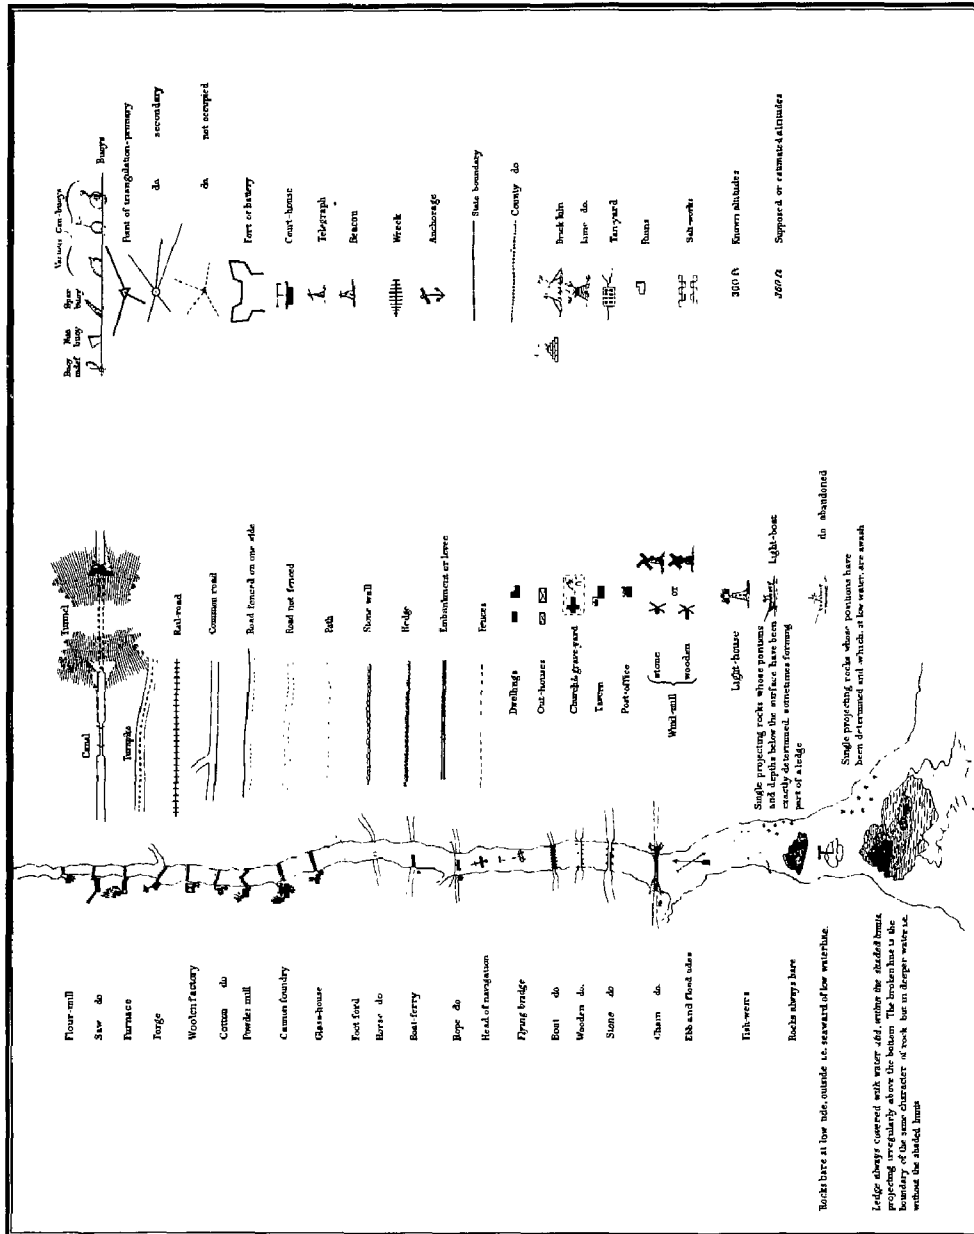 Flour-mill
Saw do
Furnace
Forge
Woolen factory
Cotton do
Powder mill
Cannon foundry
Glass-house
Foot ford
Horse do
Boat-ferry
Rope do
Head of navigation
Flying bridge
Boat do
Wooden do.
Stone do
Chain do.
Ebb and flood tides
Fish-weirs
Rocks always bare
Rocks bare at low tide, outside i.e. seaward of low waterline.
Ledge always covered with water and, within the shaded limits,
projecting irregularly above the bottom The broken line is the
boundary of the same character of rock but in deeper water i.e.
without the shaded limits
Canal
Tunnel
Turnpike
Rail-road
Common road
Road fenced on one side
Road not fenced
Path
Stone wall
Hedge
Embankment or levee
Fences
Dwellings
Out-houses
Church & grave-yard
Tavern
Post-office
Wind-mill
stone
or
wooden
Light-house
Light-boat
do abandoned
Single projecting rocks whose positions
and depths below the surface have been
exactly determined, sometimes forming
part of a ledge
Single projecting rocks whose positions have
been determined and which, at low water, are awash
Buoy
Nun
buoy
Spar
buoy
Various
Can-buoys
Buoys
Point of triangulation-primary
do secondary
do. not occupied
Fort or battery
Court-house
Telegraph
Beacon
Wreck
Anchorage
State boundary
County do
Brick kiln
Lime do.
Tan-yard
Ruins
Salt-works
300 ft Known altitudes
360 ft Supposed or estimated altitudes